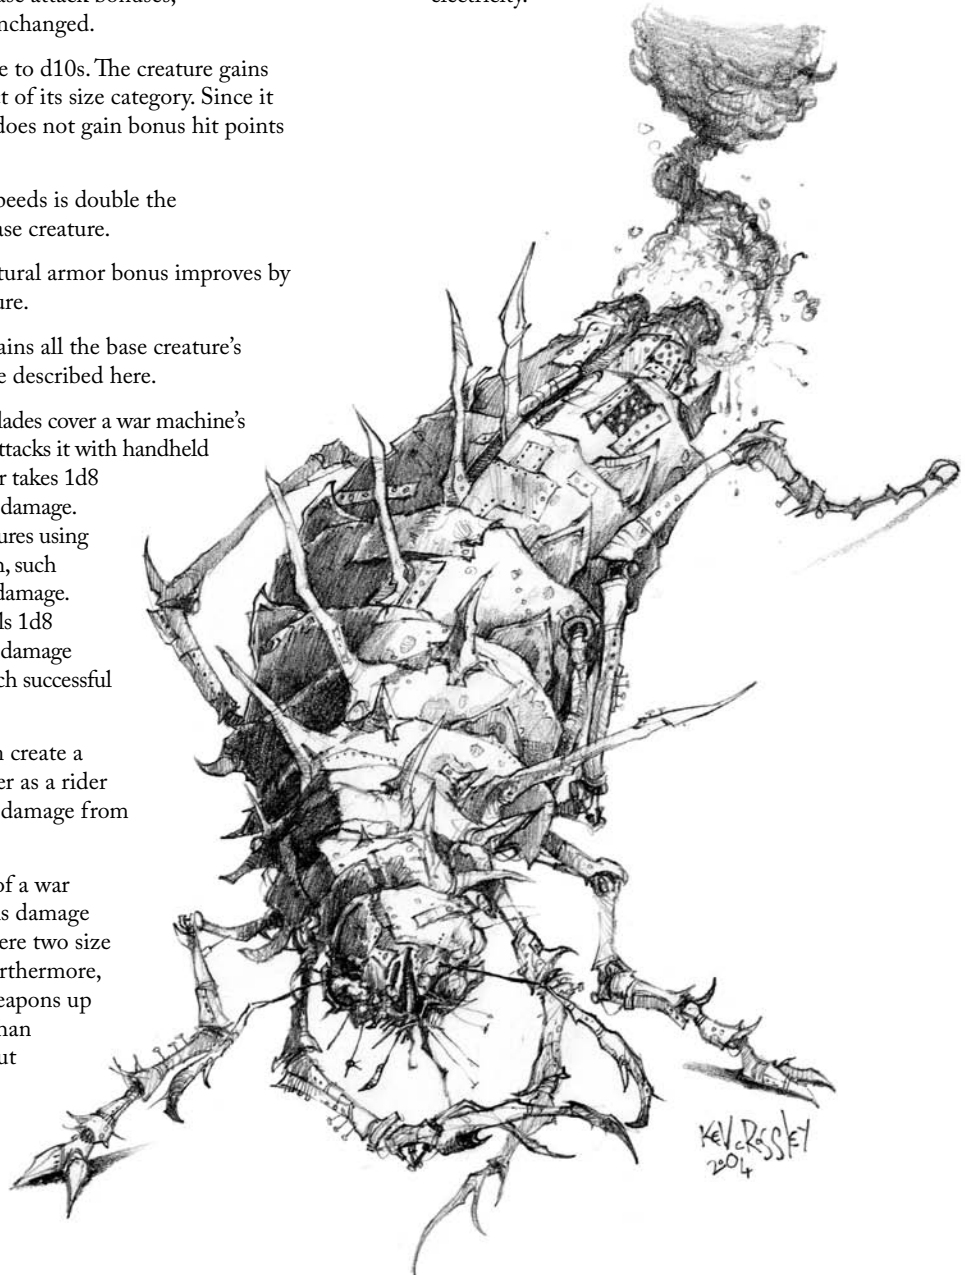 nchanged.
electricity.
e to d10s. The creature gains
t of its size category. Since it
does not gain bonus hit points
peeds is double the
ase creature.
tural armor bonus improves by
ure.
ains all the base creature's
e described here.
lades cover a war machine's
ttacks it with handheld
r takes 1d8
damage.
ures using
n, such
damage.
ls 1d8
damage
ch successful
n create a
er as a rider
damage from
of a war
s damage
ere two size
rthermore,
eapons up
han
ut
KEV CROSSLEY
2004